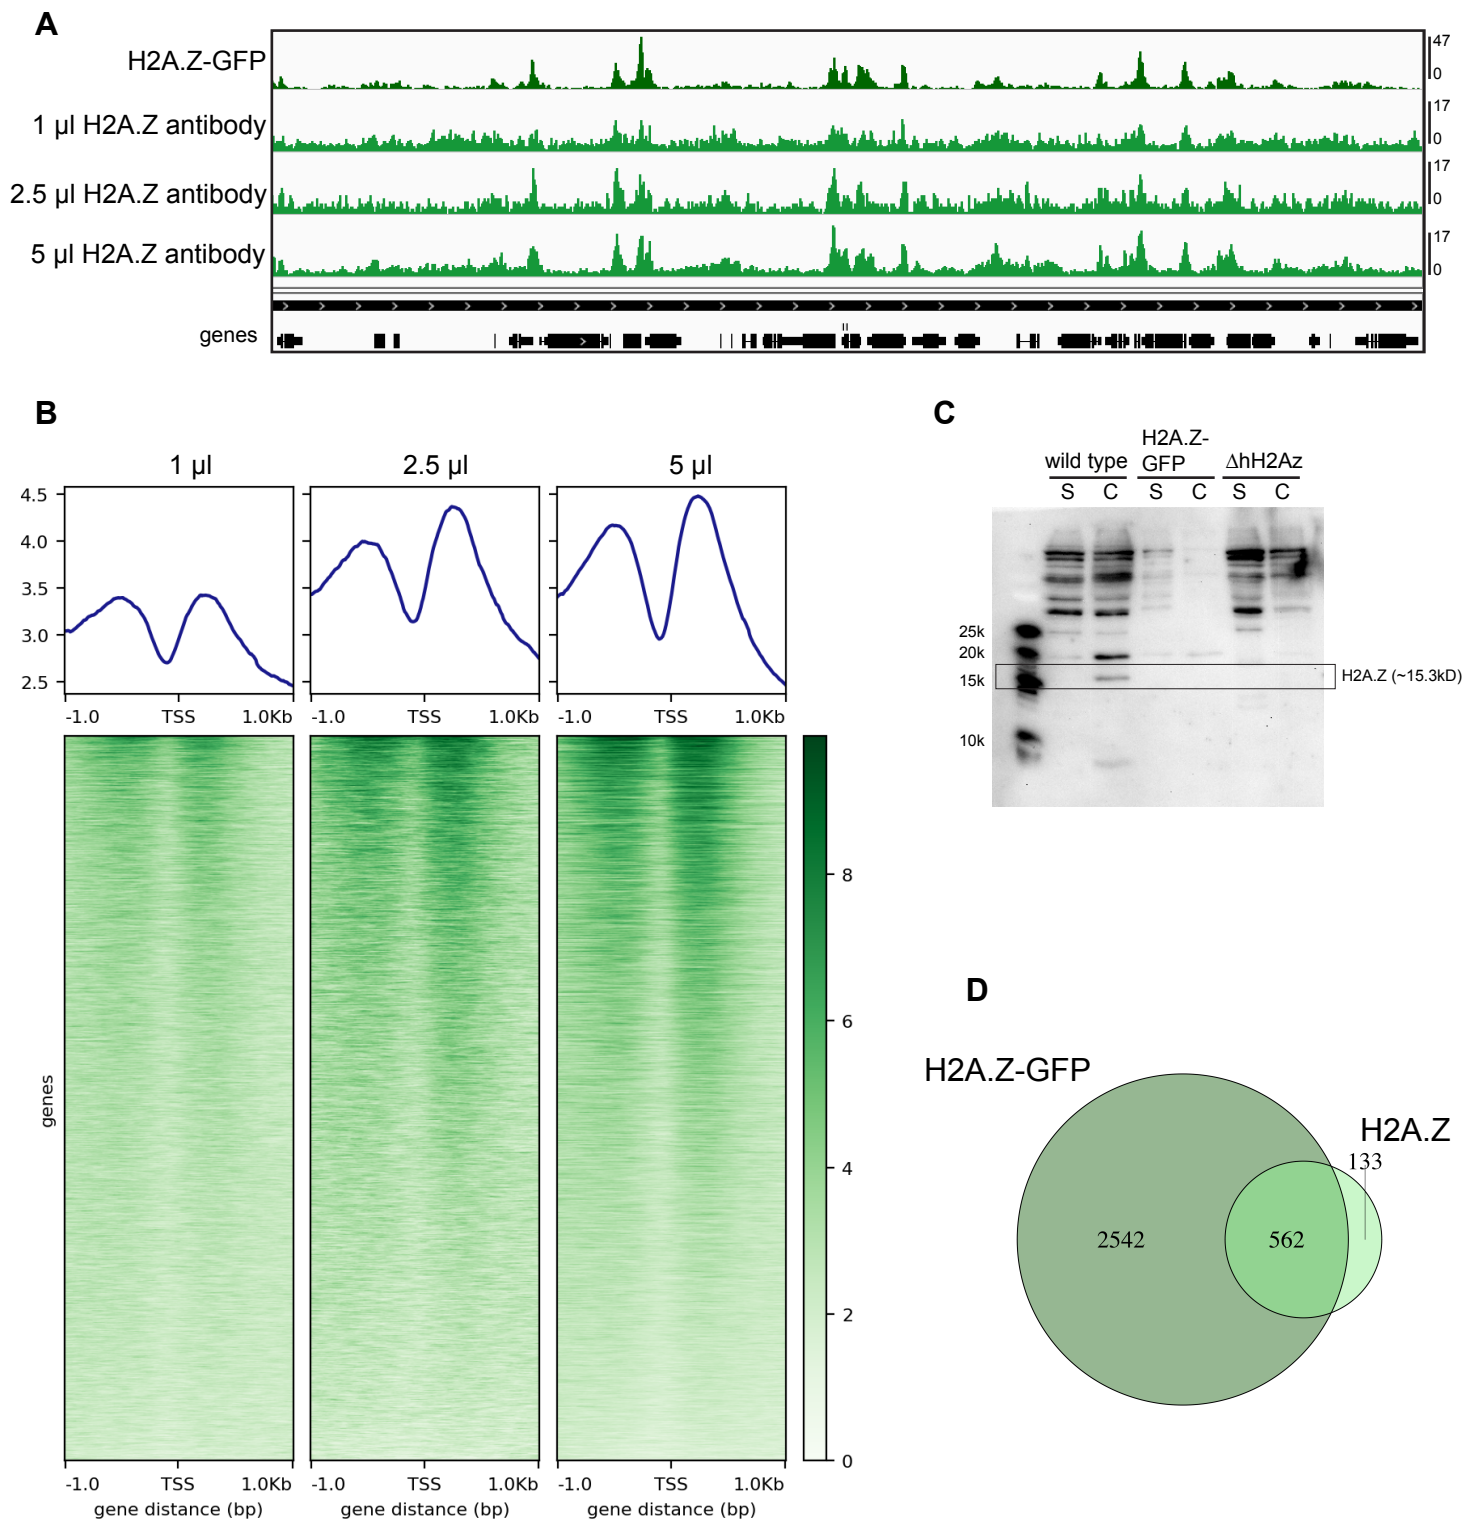 A
H2A.Z-GFP
47
0
1 µl H2A.Z antibody
17
0
2.5 µl H2A.Z antibody
17
0
5 µl H2A.Z antibody
17
0
genes
B
1 µl
2.5 µl
5 µl
4.5
4.0
3.5
3.0
2.5
-1.0 TSS 1.0Kb
-1.0 TSS 1.0Kb
-1.0 TSS 1.0Kb
genes
8
6
4
2
0
-1.0 TSS 1.0Kb
-1.0 TSS 1.0Kb
-1.0 TSS 1.0Kb
gene distance (bp)
gene distance (bp)
gene distance (bp)
C
wild type
H2A.Z-
GFP
ΔhH2Az
S C S C S C
25k
20k
15k
10k
H2A.Z (~15.3kD)
D
H2A.Z-GFP
H2A.Z
133
2542
562